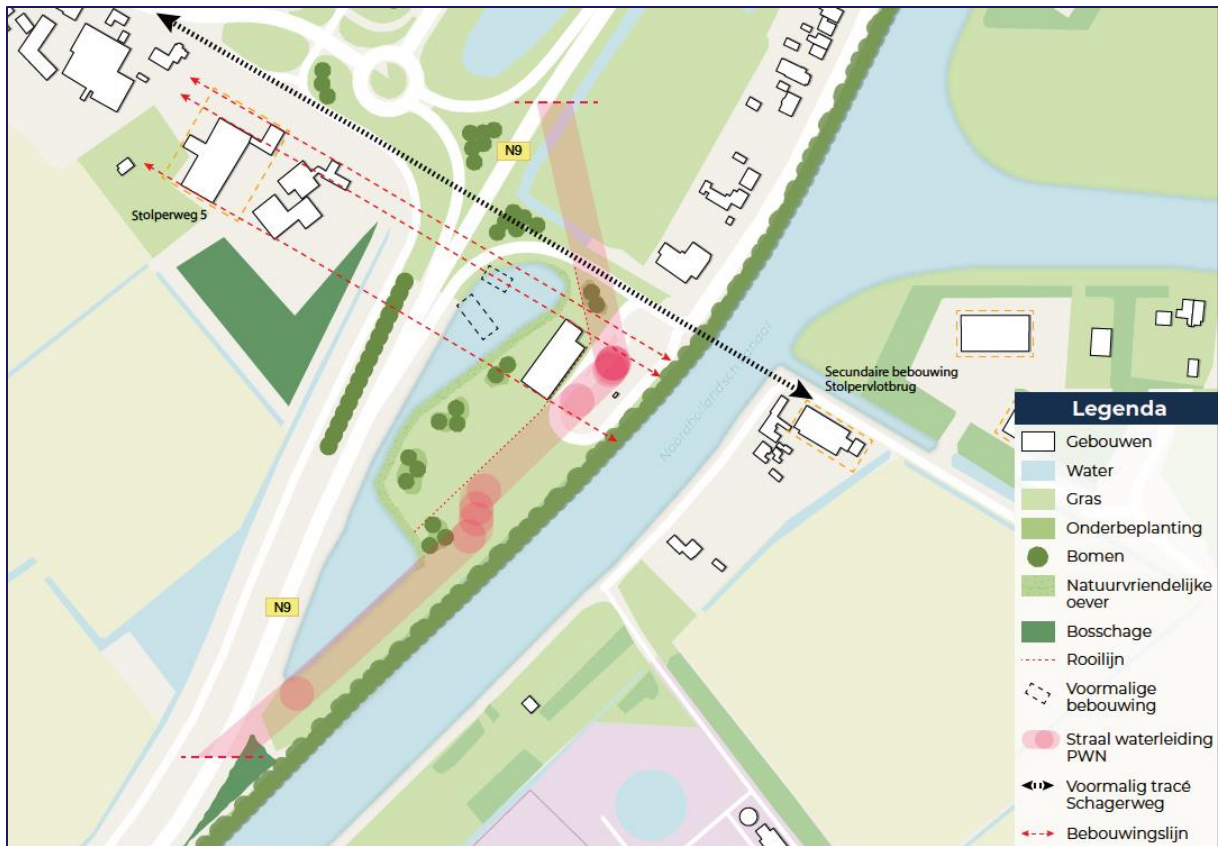 N9
Stolperweg 5
Noordhollandsch kanaal
Secundaire bebouwing
Stolpervlotbrug
N9
Legenda
Gebouwen
Water
Gras
Onderbeplanting
Bomen
Natuurvriendelijke
oever
Bosschage
Rooilijn
Voormalige
bebouwing
Straal waterleiding
PWN
Voormalig tracé
Schagerweg
Bebouwingslijn